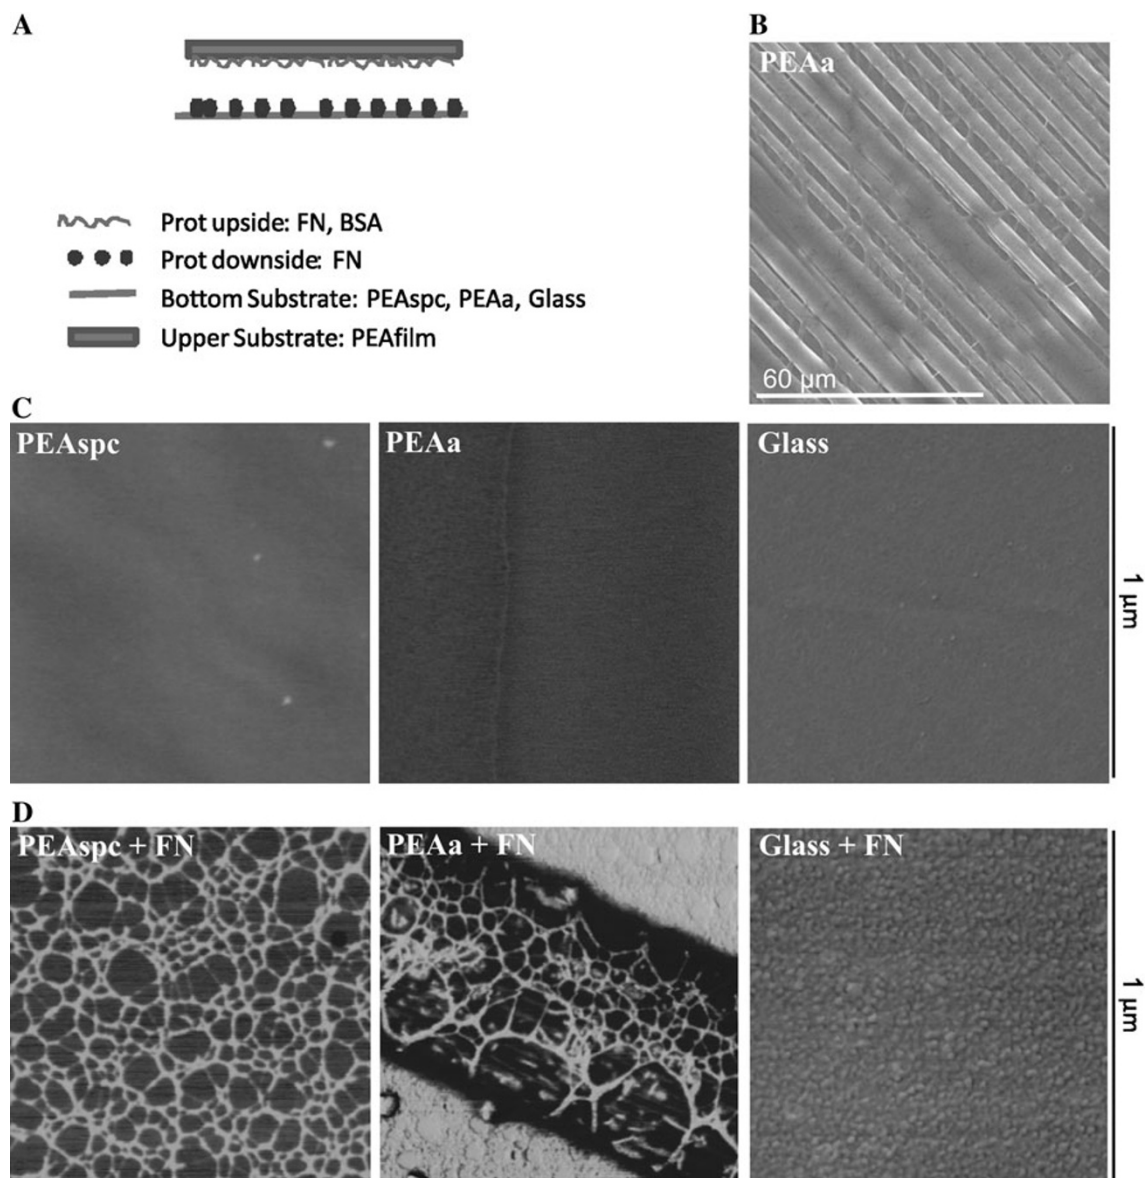 A
B
PEAa
Prot upside: FN, BSA
Prot downside: FN
Bottom Substrate: PEAspc, PEAa, Glass
Upper Substrate: PEAfilm
60 µm
C
PEAspc
PEAa
Glass
1 µm
D
PEAspc + FN
PEAa + FN
Glass + FN
1 µm